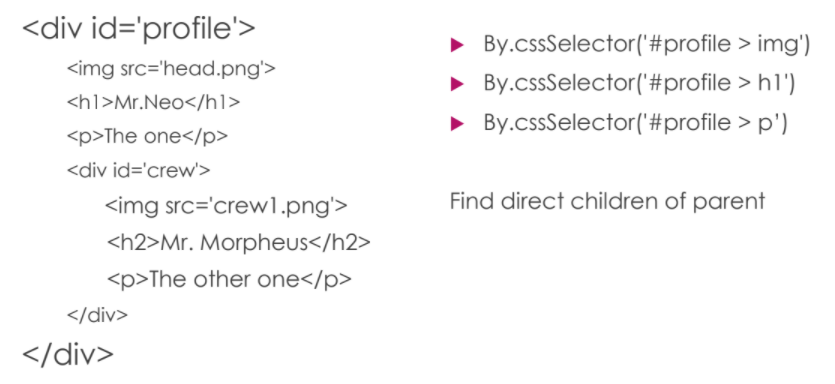 <div id='profile'>
<img src='head.png'>
<h1>Mr.Neo</h1>
<p>The one</p>
<div id='crew'>
<img src='crew1.png'>
<h2>Mr. Morpheus</h2>
<p>The other one</p>
</div>
</div>
By.cssSelector('#profile > img')
By.cssSelector('#profile > h1')
By.cssSelector('#profile > p')
Find direct children of parent